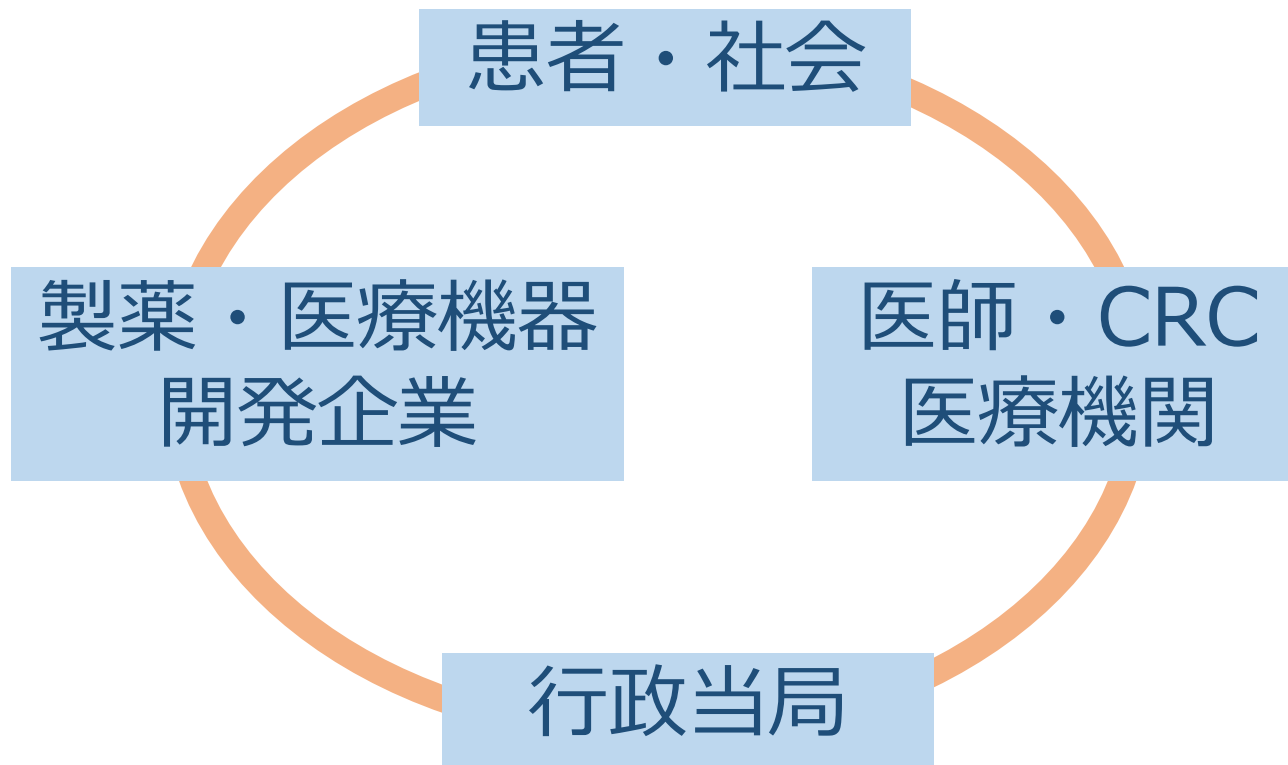 患者・社会
製薬・医療機器
開発企業
医師・CRC
医療機関
行政当局